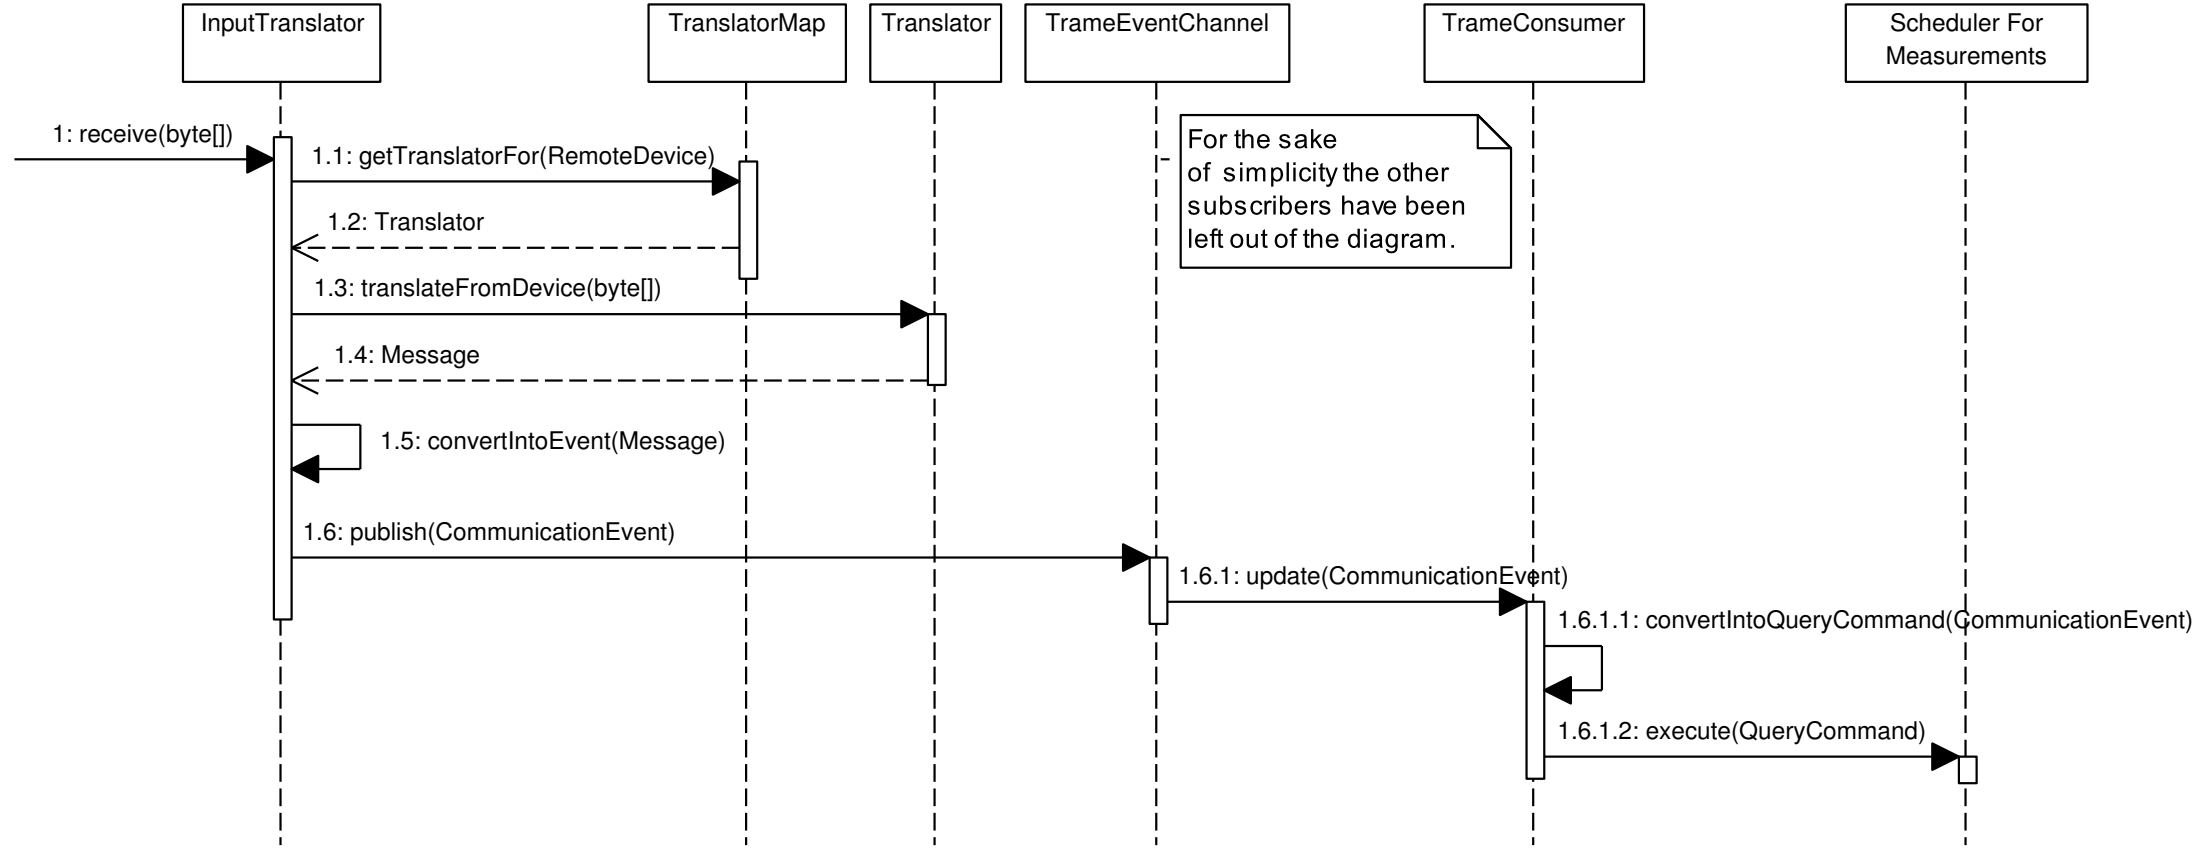 InputTranslator
TranslatorMap
Translator
TrameEventChannel
TrameConsumer
Scheduler For
Measurements
1: receive(byte[])
1.1: getTranslatorFor(RemoteDevice)
For the sake
of simplicity the other
subscribers have been
left out of the diagram.
1.2: Translator
1.3: translateFromDevice(byte[])
1.4: Message
1.5: convertIntoEvent(Message)
1.6: publish(CommunicationEvent)
1.6.1: update(CommunicationEvent)
1.6.1.1: convertIntoQueryCommand(CommunicationEvent)
1.6.1.2: execute(QueryCommand)